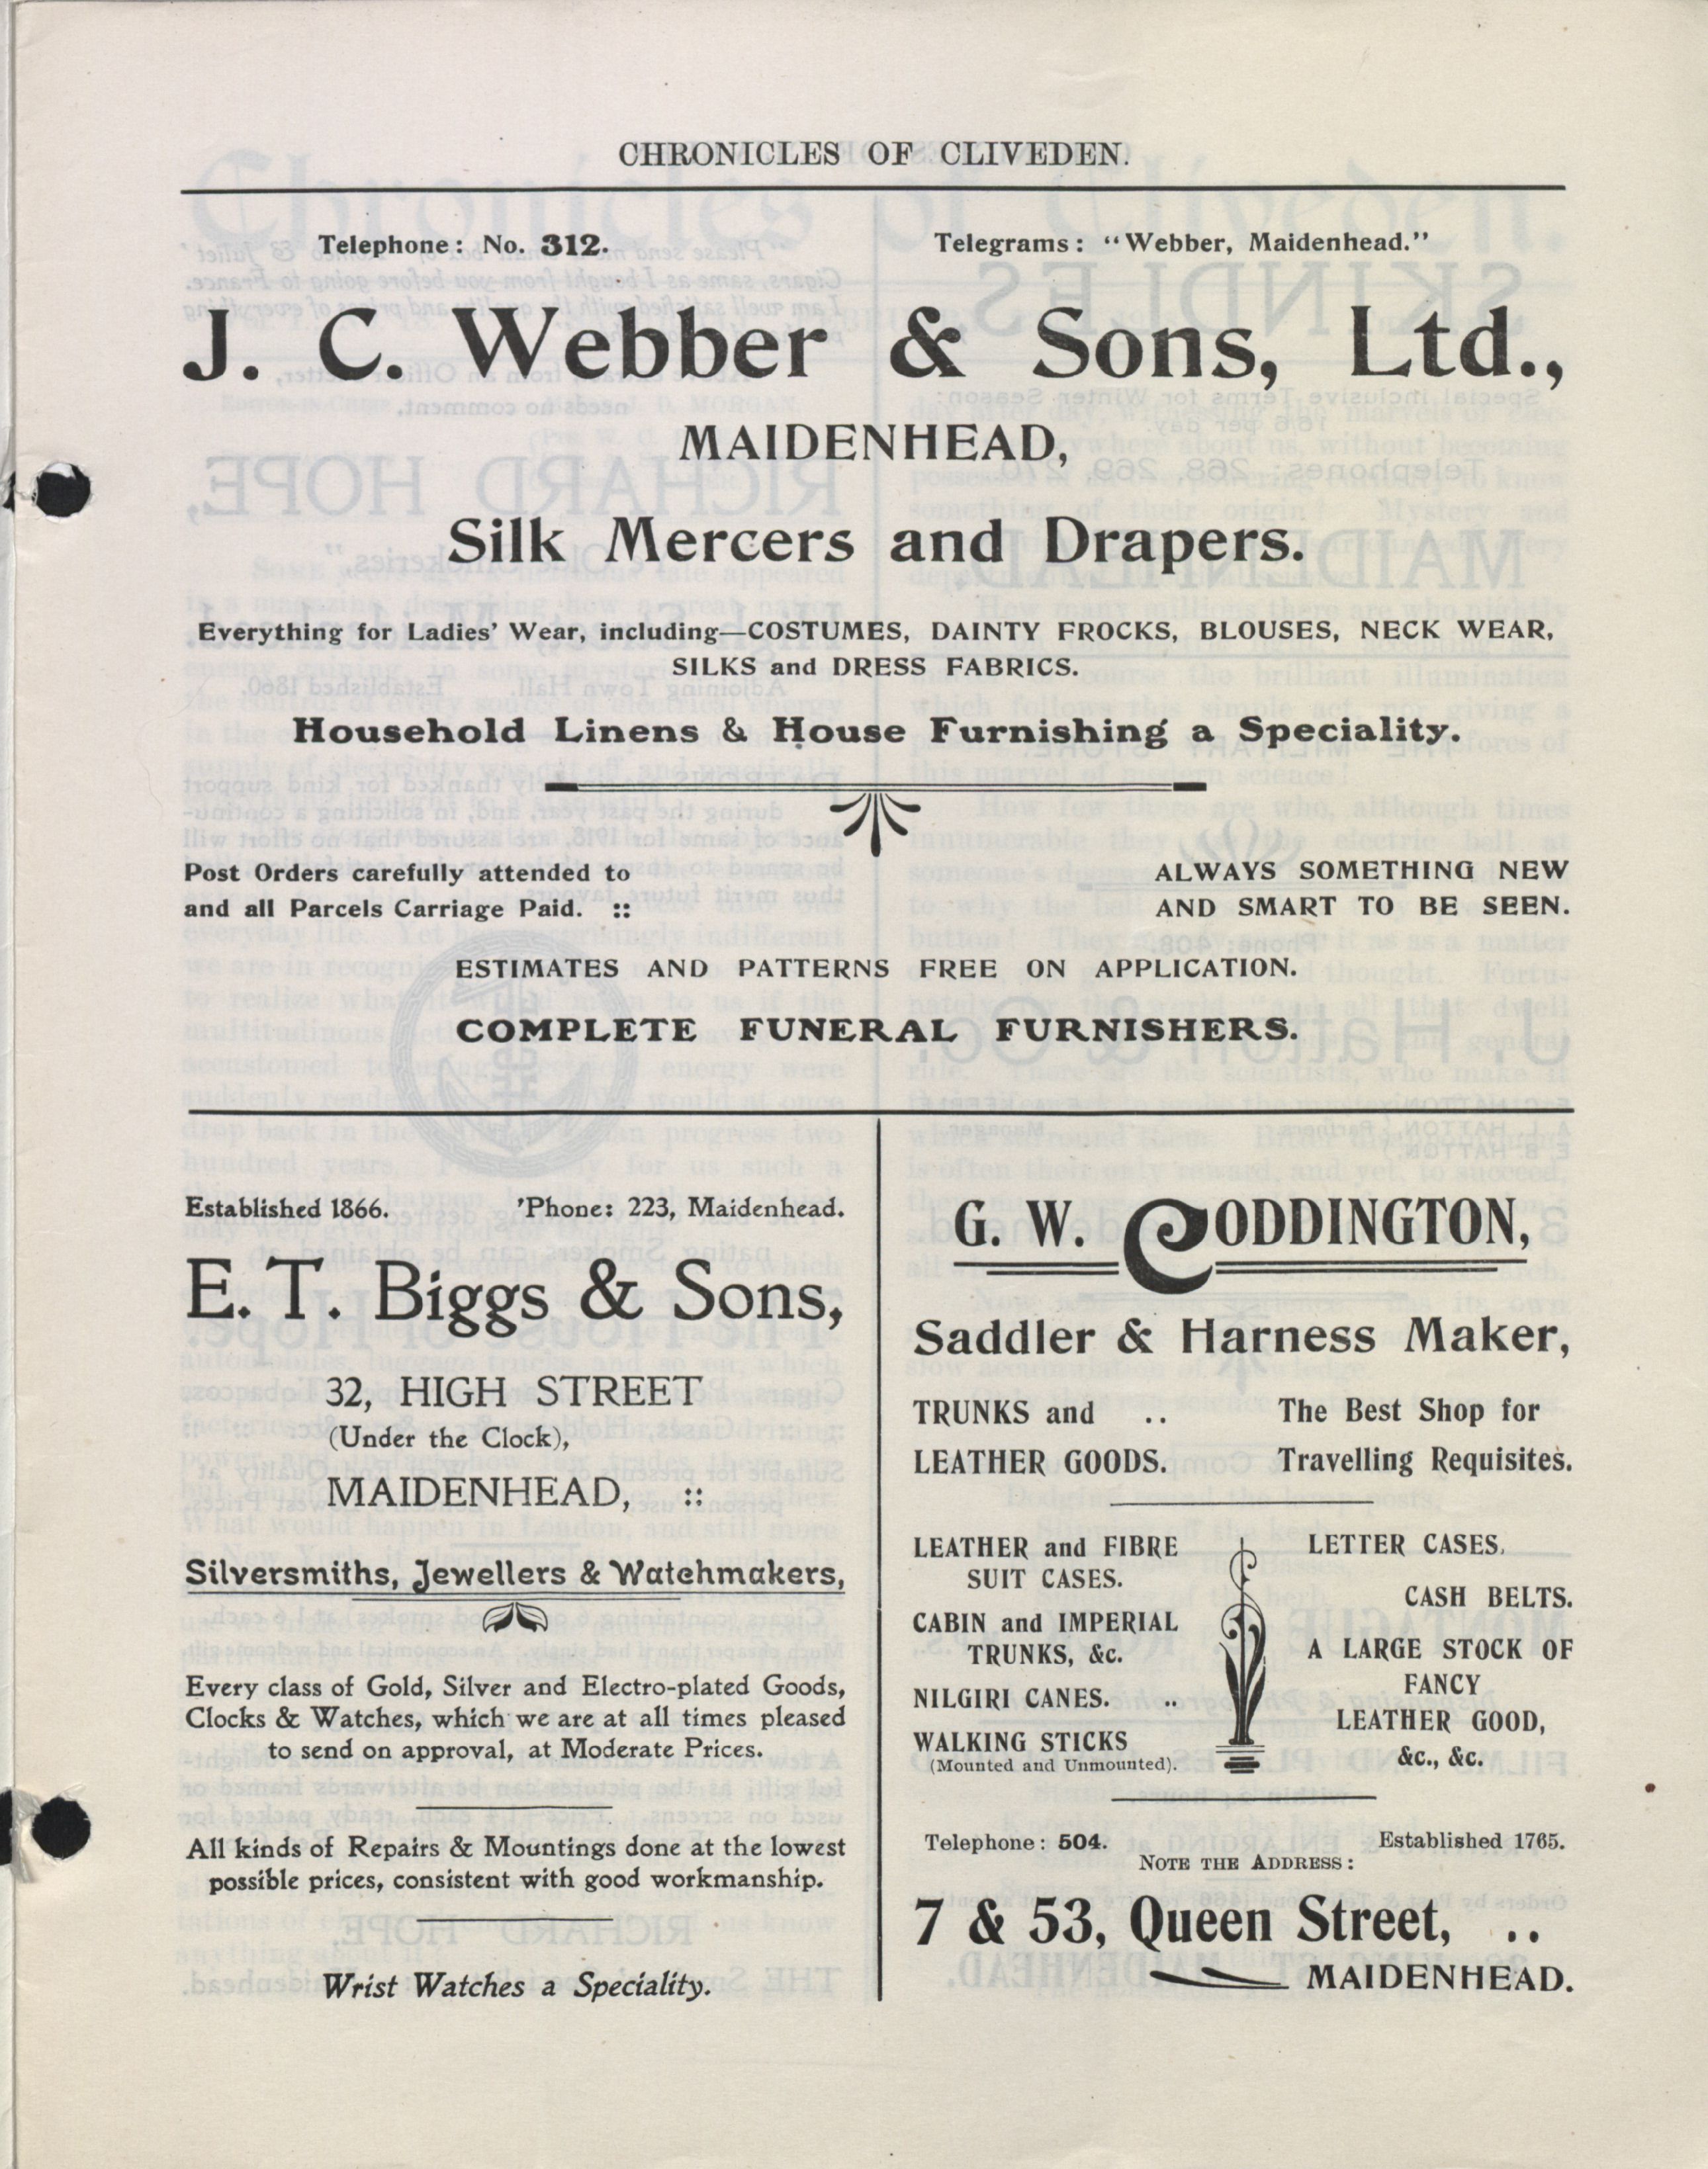 CHRONICLES OF CLIVEDEN.
Telephone: No. 312.
Telegrams: "Webber, Maidenhead."
J. C. Webber & Sons, Ltd.,
MAIDENHEAD,
Silk Mercers and Drapers.
Everything for Ladies' Wear, including—COSTUMES, DAINTY FROCKS, BLOUSES, NECK WEAR,
SILKS and DRESS FABRICS.
Household Linens & House Furnishing a Speciality.
Post Orders carefully attended to
and all Parcels Carriage Paid. ::
ALWAYS SOMETHING NEW
AND SMART TO BE SEEN.
ESTIMATES AND PATTERNS FREE ON APPLICATION.
COMPLETE FUNERAL FURNISHERS.
Established 1866. 'Phone: 223, Maidenhead.
E. T. Biggs & Sons,
32, HIGH STREET
(Under the Clock),
MAIDENHEAD, ::
Silversmiths, Jewellers & Watchmakers,
Every class of Gold, Silver and Electro-plated Goods,
Clocks & Watches, which we are at all times pleased
to send on approval, at Moderate Prices.
All kinds of Repairs & Mountings done at the lowest
possible prices, consistent with good workmanship.
Wrist Watches a Speciality.
G. W. CODDINGTON,
Saddler & Harness Maker,
TRUNKS and ..
LEATHER GOODS.
The Best Shop for
Travelling Requisites.
LEATHER and FIBRE
SUIT CASES.
CABIN and IMPERIAL
TRUNKS, &c.
NILGIRI CANES. ..
WALKING STICKS
(Mounted and Unmounted).
LETTER CASES.
CASH BELTS.
A LARGE STOCK OF
FANCY
LEATHER GOOD,
&c., &c.
Telephone: 504. Established 1765.
NOTE THE ADDRESS:
7 & 53, Queen Street, ..
MAIDENHEAD.